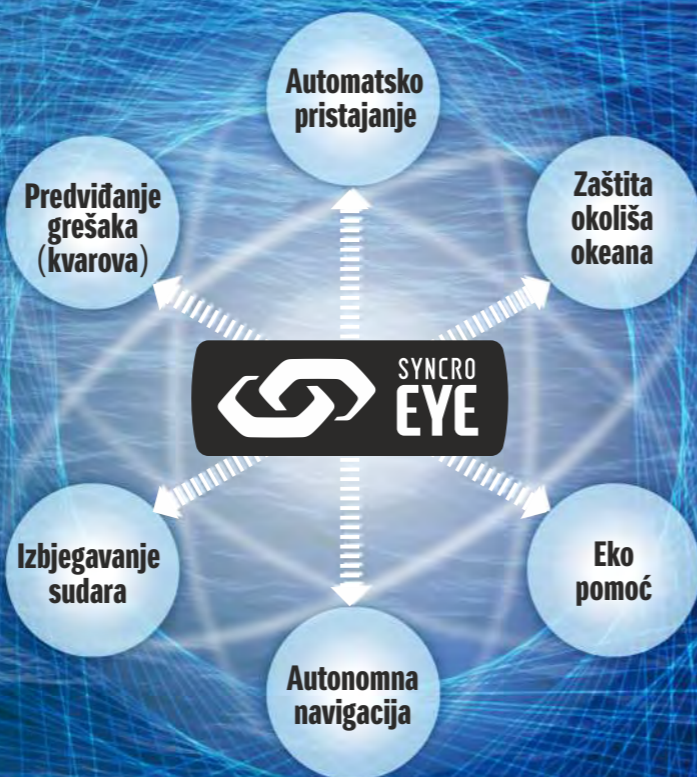 Automatsko
pristajanje
Predviđanje
grešaka
(kvarova)
Zaštita
okoliša
okeana
SYNCRO
EYE
Izbjegavanje
sudara
Eko
pomoć
Autonomna
navigacija